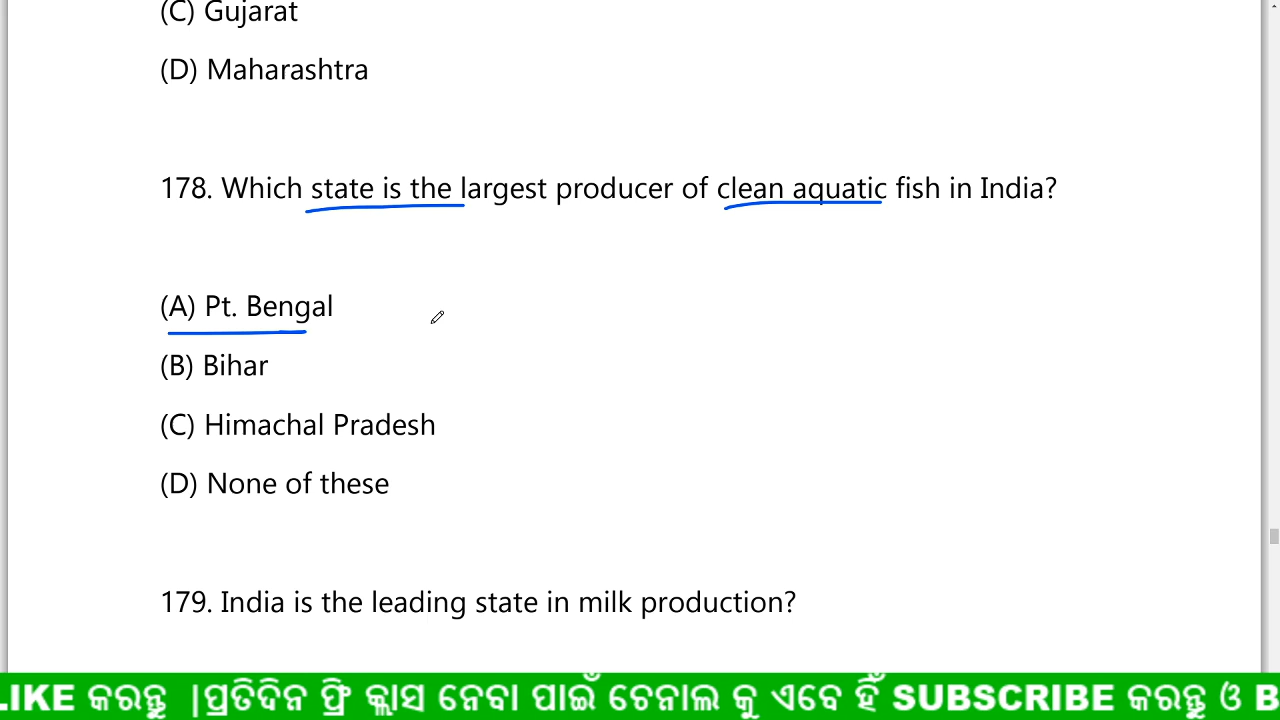 (C) Gujarat
(D) Maharashtra
178. Which state is the largest producer of clean aquatic fish in India?
(A) Pt. Bengal
(B) Bihar
(C) Himachal Pradesh
(D) None of these
179. India is the leading state in milk production?
LIKE କରନ୍ତୁ |ପ୍ରତିଦିନ ଫ୍ରି କ୍ଲାସ ନେବା ପାଇଁ ଚେନାଲ କୁ ଏବେ ହିଁ SUBSCRIBE କରନ୍ତୁ ଓ B